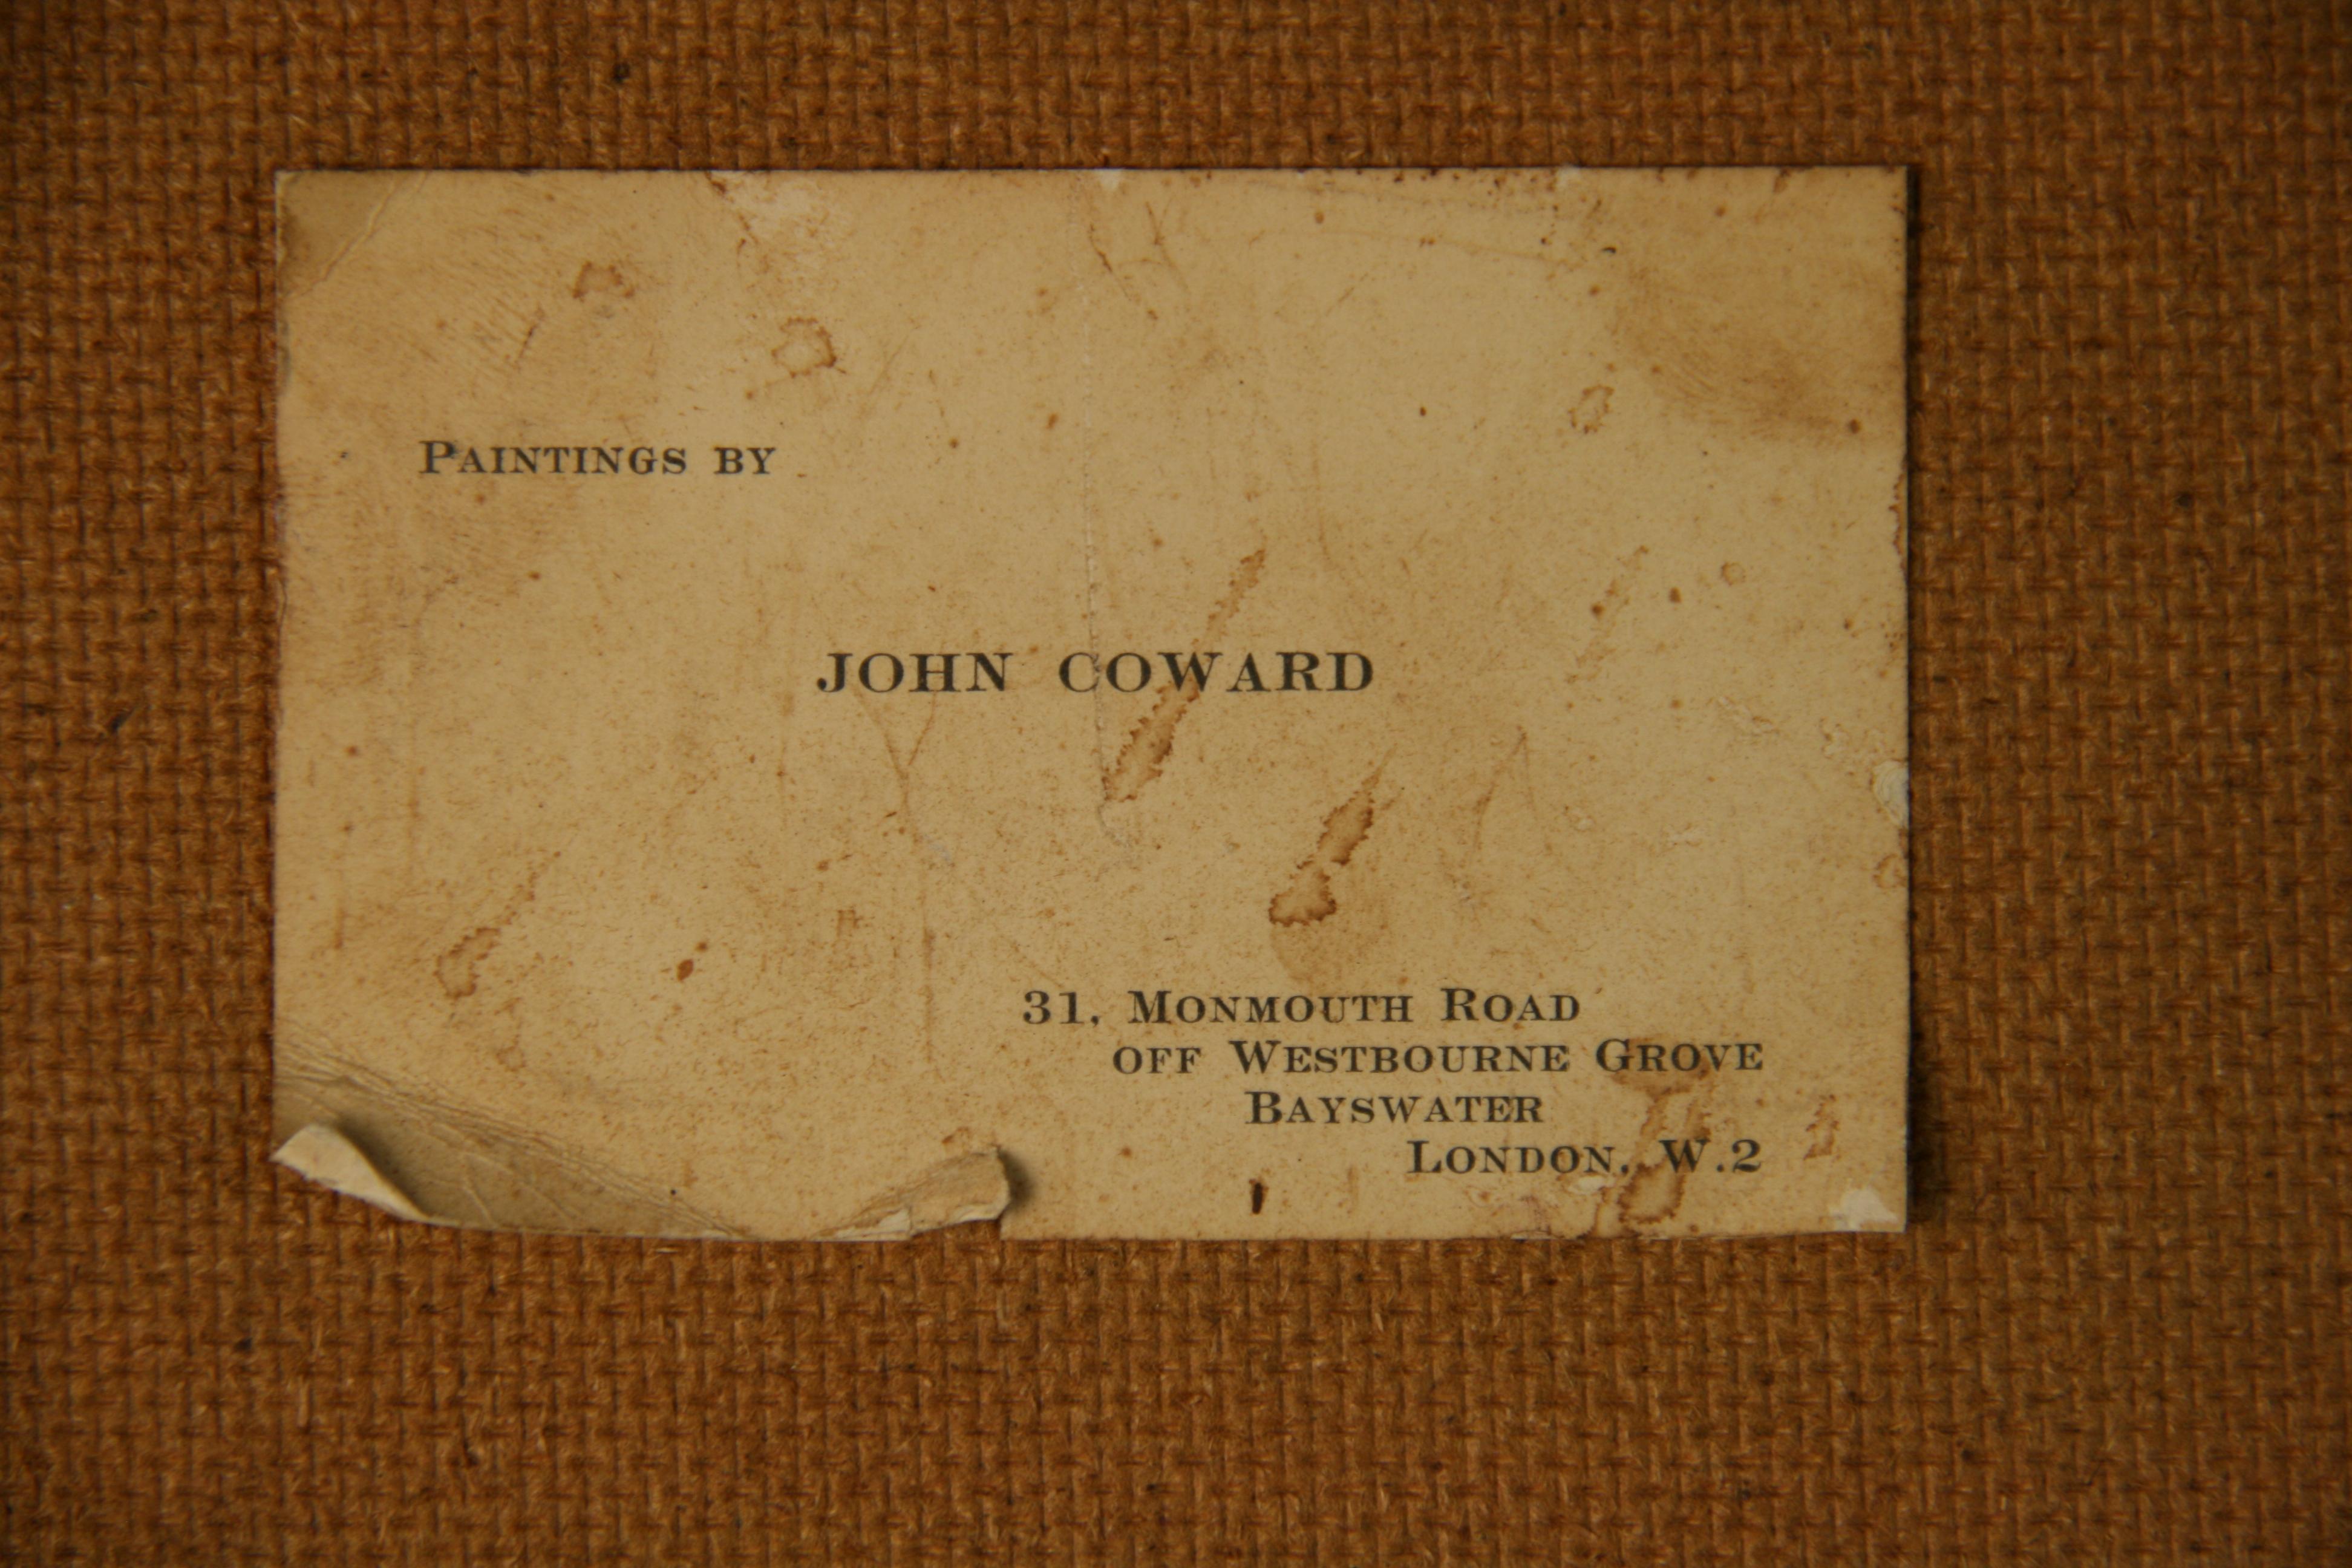 PAINTINGS BY
JOHN COWARD
31, MONMOUTH ROAD
OFF WESTBOURNE GROVE
BAYSWATER
LONDON, W.2